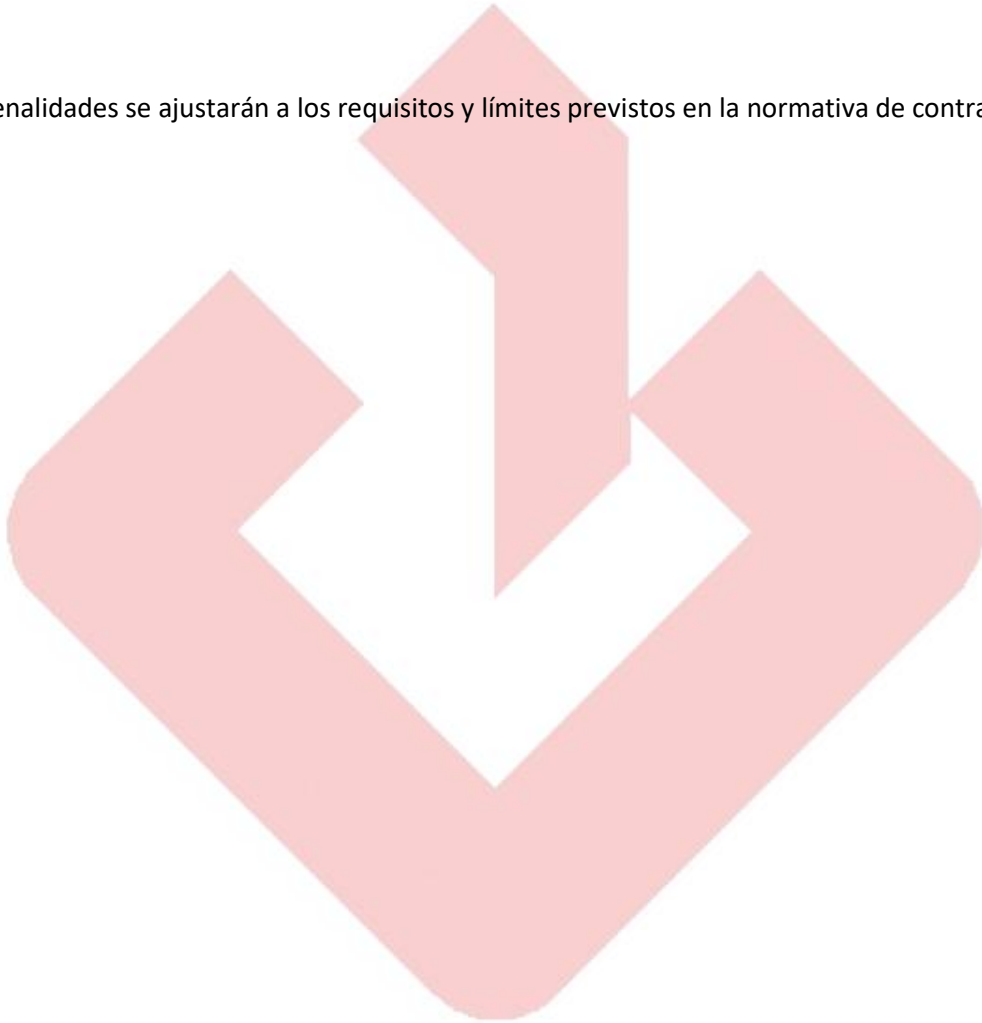 enalidades se ajustarán a los requisitos y límites previstos en la normativa de contra